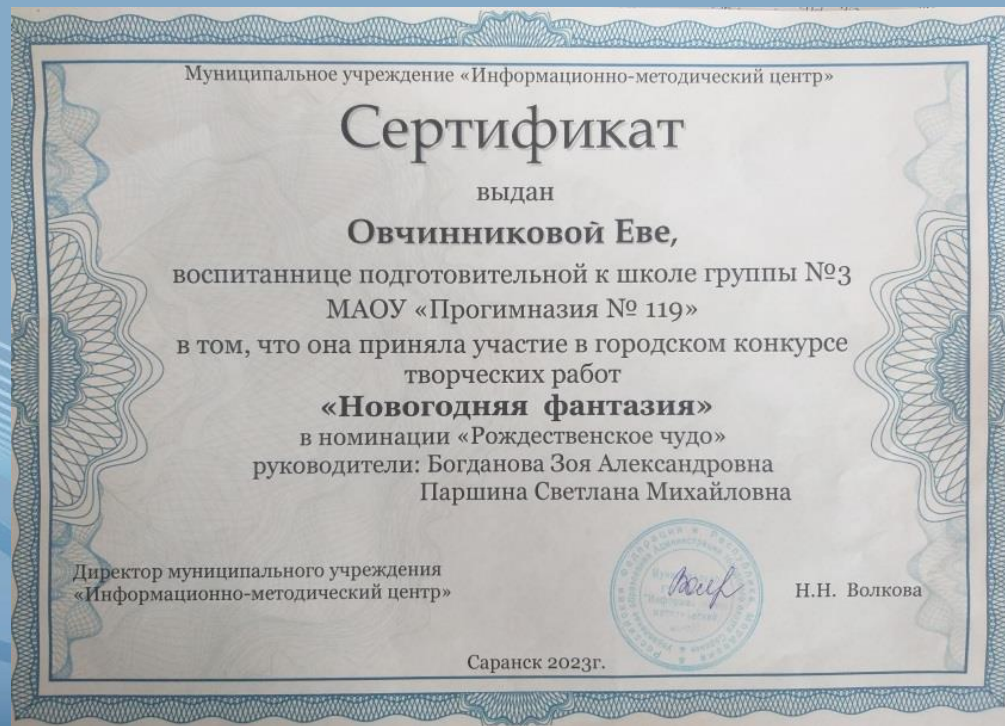 Муниципальное учреждение «Информационно-методический центр»
Сертификат
выдан
Овчинниковой Еве,
воспитаннице подготовительной к школе группы №3
МАОУ «Прогимназия № 119»
в том, что она приняла участие в городском конкурсе
творческих работ
«Новогодняя фантазия»
в номинации «Рождественское чудо»
руководители: Богданова Зоя Александровна
Паршина Светлана Михайловна
Директор муниципального учреждения
«Информационно-методический центр»
Н.Н. Волкова
Саранск 2023г.